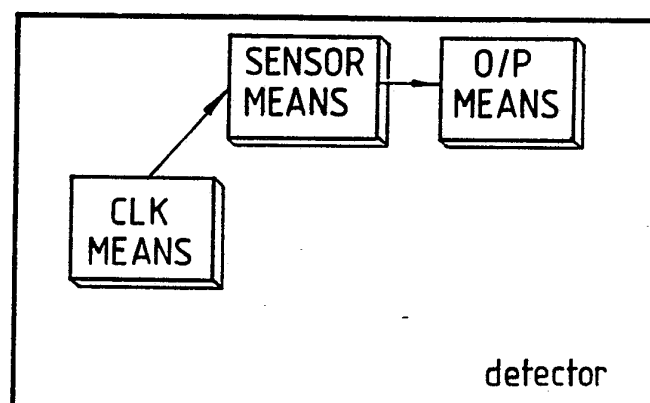 SENSOR
MEANS
O/P
MEANS
CLK
MEANS
detector